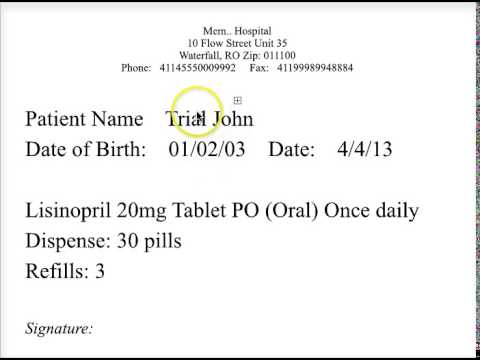 Mem.. Hospital
10 Flow Street Unit 35
Waterfall, RO Zip: 011100
Phone: 41145550009992 Fax: 41199989948884
Patient Name Trial John
Date of Birth: 01/02/03 Date: 4/4/13
Lisinopril 20mg Tablet PO (Oral) Once daily
Dispense: 30 pills
Refills: 3
Signature: